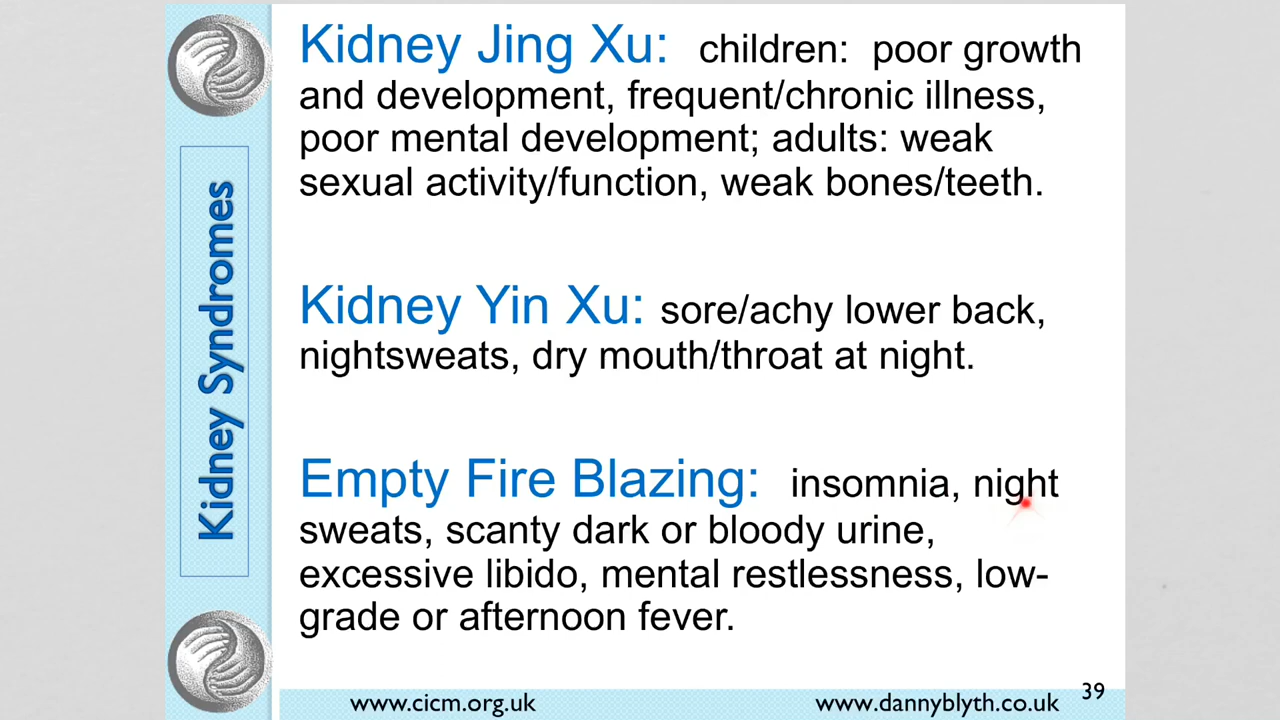 Kidney Syndromes
Kidney Jing Xu: children: poor growth
and development, frequent/chronic illness,
poor mental development; adults: weak
sexual activity/function, weak bones/teeth.
Kidney Yin Xu: sore/achy lower back,
nightsweats, dry mouth/throat at night.
Empty Fire Blazing: insomnia, night
sweats, scanty dark or bloody urine,
excessive libido, mental restlessness, low-
grade or afternoon fever.
www.cicm.org.uk
www.dannyblyth.co.uk
39